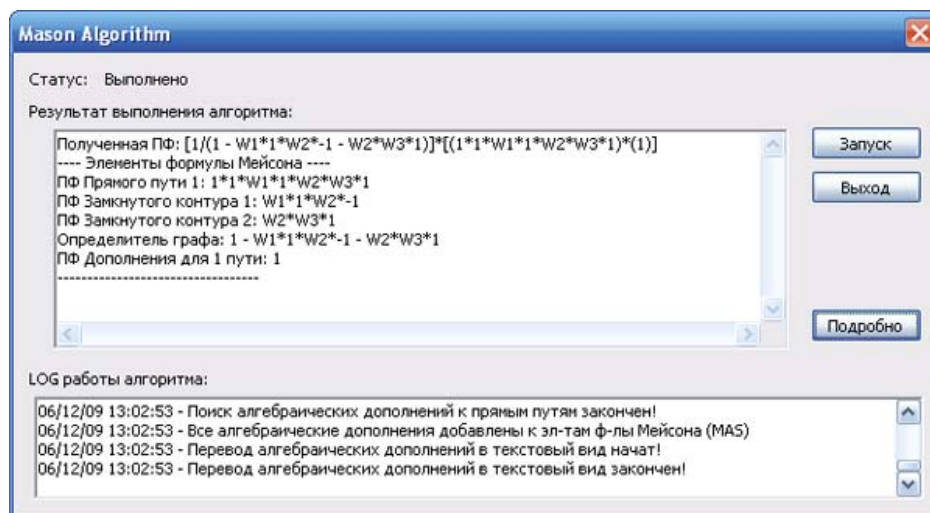 Mason Algorithm
Статус: Выполнено
Результат выполнения алгоритма:
Полученная ПФ: [1/(1 - W1*1*W2*-1 - W2*W3*1)]*[(1*1*W1*1*W2*W3*1)*(1)]
---- Элементы формулы Мейсона ----
ПФ Прямого пути 1: 1*1*W1*1*W2*W3*1
ПФ Замкнутого контура 1: W1*1*W2*-1
ПФ Замкнутого контура 2: W2*W3*1
Определитель графа: 1 - W1*1*W2*-1 - W2*W3*1
ПФ Дополнения для 1 пути: 1
----------------------------------
Запуск
Выход
Подробно
LOG работы алгоритма:
06/12/09 13:02:53 - Поиск алгебраических дополнений к прямым путям закончен!
06/12/09 13:02:53 - Все алгебраические дополнения добавлены к эл-там ф-лы Мейсона (MAS)
06/12/09 13:02:53 - Перевод алгебраических дополнений в текстовый вид начат!
06/12/09 13:02:53 - Перевод алгебраических дополнений в текстовый вид закончен!